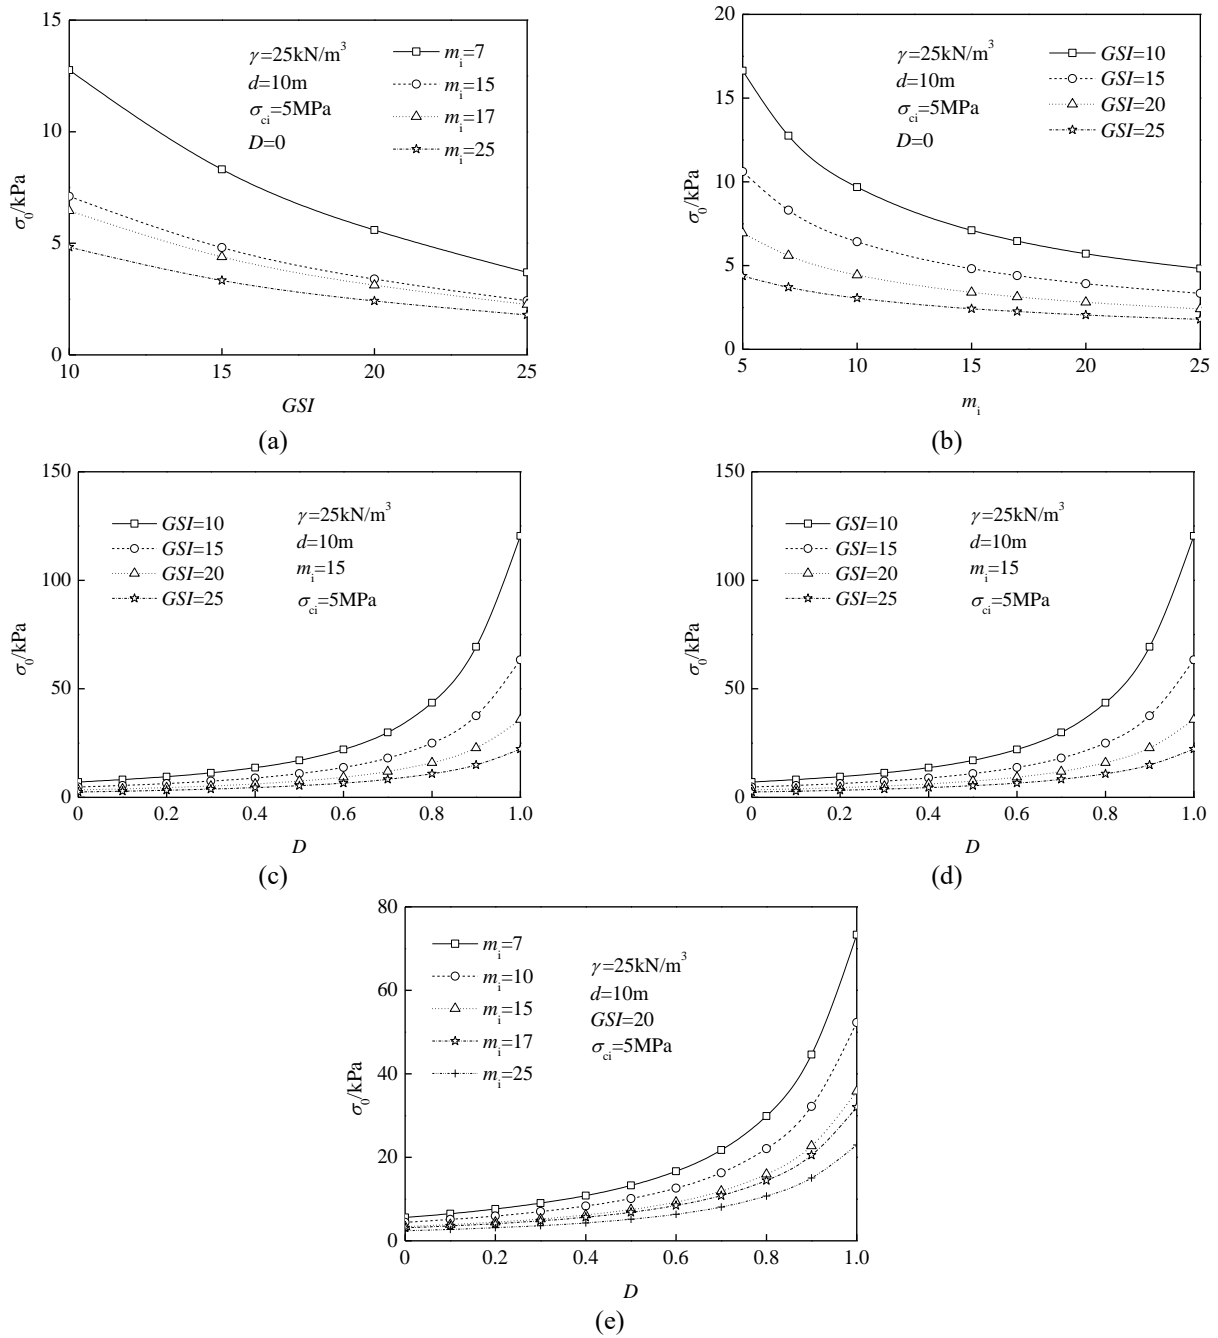 15
10
5
0
σ₀/kPa
γ=25kN/m³
d=10m
σci=5MPa
D=0
mi=7
mi=15
mi=17
mi=25
10 15 20 25
GSI
(a)
20
15
10
5
0
σ₀/kPa
γ=25kN/m³
d=10m
σci=5MPa
D=0
GSI=10
GSI=15
GSI=20
GSI=25
5 10 15 20 25
mi
(b)
150
100
50
0
σ₀/kPa
GSI=10
GSI=15
GSI=20
GSI=25
γ=25kN/m³
d=10m
mi=15
σci=5MPa
0 0.2 0.4 0.6 0.8 1.0
D
(c)
150
100
50
0
σ₀/kPa
GSI=10
GSI=15
GSI=20
GSI=25
γ=25kN/m³
d=10m
mi=15
σci=5MPa
0 0.2 0.4 0.6 0.8 1.0
D
(d)
80
60
40
20
0
σ₀/kPa
mi=7
mi=10
mi=15
mi=17
mi=25
γ=25kN/m³
d=10m
GSI=20
σci=5MPa
0 0.2 0.4 0.6 0.8 1.0
D
(e)